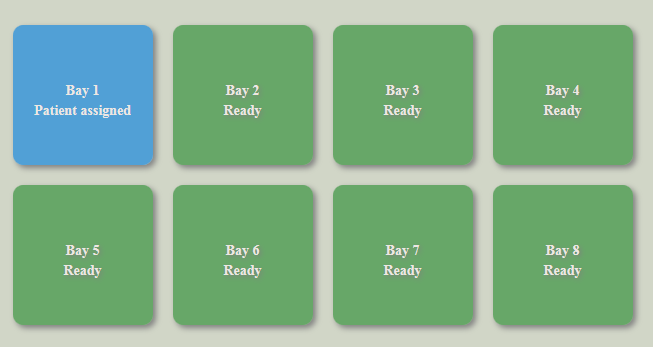 Bay 1
Patient assigned
Bay 2
Ready
Bay 3
Ready
Bay 4
Ready
Bay 5
Ready
Bay 6
Ready
Bay 7
Ready
Bay 8
Ready